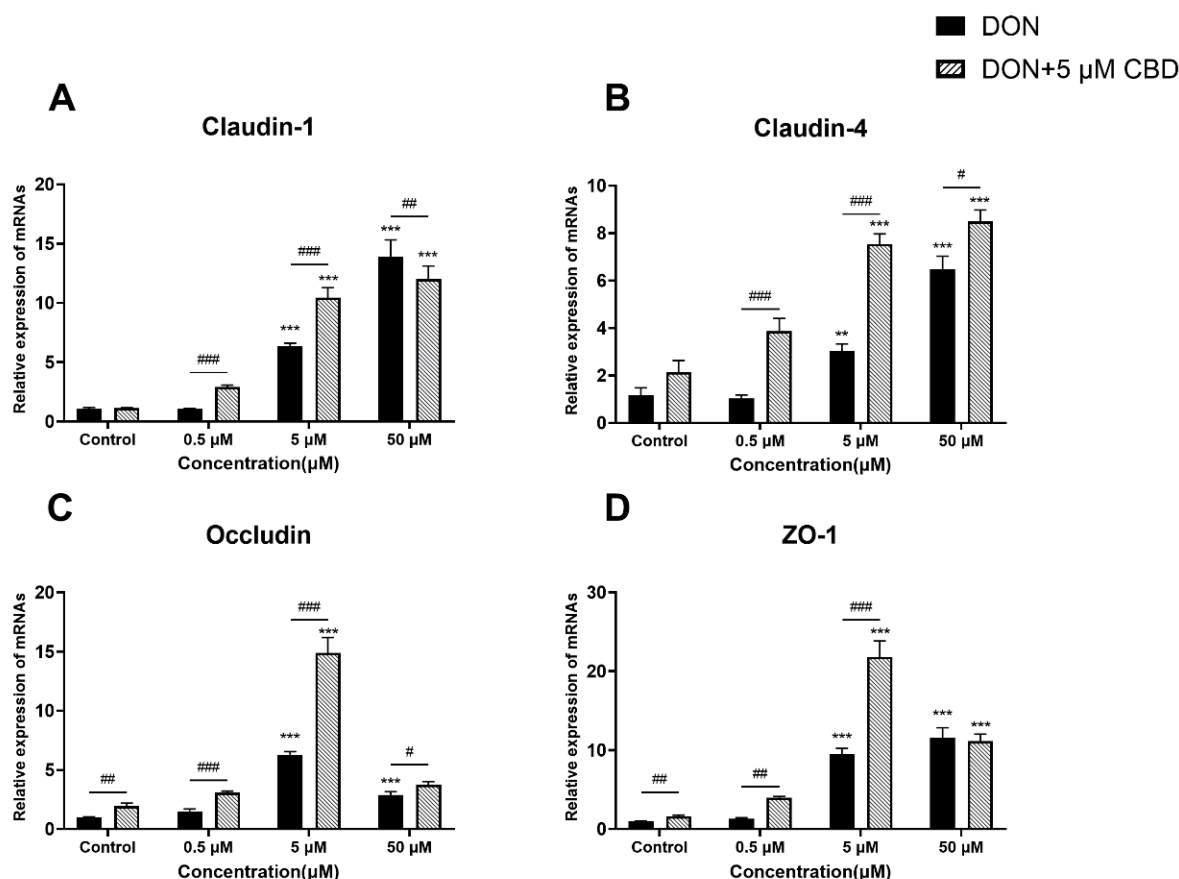 DON
DON+5 μM CBD
A
Claudin-1
Relative expression of mRNAs
20
15
10
5
0
###
###
##
***
***
***
***
Control
0.5 μM
5 μM
50 μM
Concentration(μM)
B
Claudin-4
Relative expression of mRNAs
10
8
6
4
2
0
###
###
#
**
***
***
***
Control
0.5 μM
5 μM
50 μM
Concentration(μM)
C
Occludin
Relative expression of mRNAs
20
15
10
5
0
##
###
###
#
***
***
***
Control
0.5 μM
5 μM
50 μM
Concentration(μM)
D
ZO-1
Relative expression of mRNAs
30
20
10
0
##
##
###
***
***
***
***
Control
0.5 μM
5 μM
50 μM
Concentration(μM)